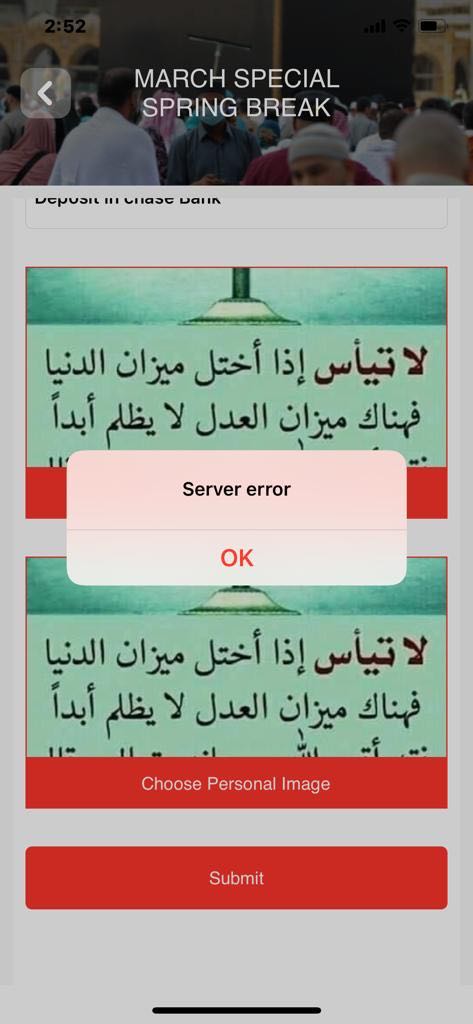 2:52
MARCH SPECIAL
SPRING BREAK
Deposit in chase Bank
لا تيأس إذا أختل ميزان الدنيا
فهناك ميزان العدل لا يظلم أبداً
Server error
OK
لا تيأس إذا أختل ميزان الدنيا
فهناك ميزان العدل لا يظلم أبداً
Choose Personal Image
Submit